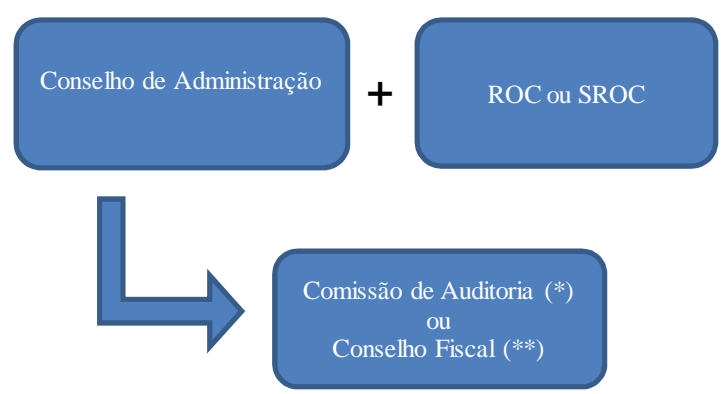 Conselho de Administração
+
ROC ou SROC
Comissão de Auditoria (*)
ou
Conselho Fiscal (**)